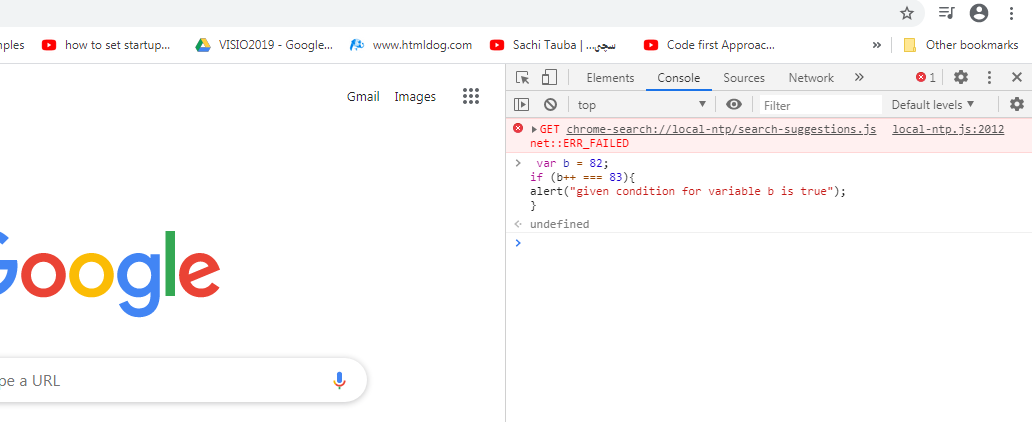 nples how to set startup... VISIO2019 - Google... www.htmldog.com Sachi Tauba | ...سچی Code first Approac... » Other bookmarks
Elements Console Sources Network » 1
top Filter Default levels
Gmail Images
GET chrome-search://local-ntp/search-suggestions.js local-ntp.js:2012
net::ERR_FAILED
var b = 82;
if (b++ === 83){
alert("given condition for variable b is true");
}
undefined
Google
pe a URL